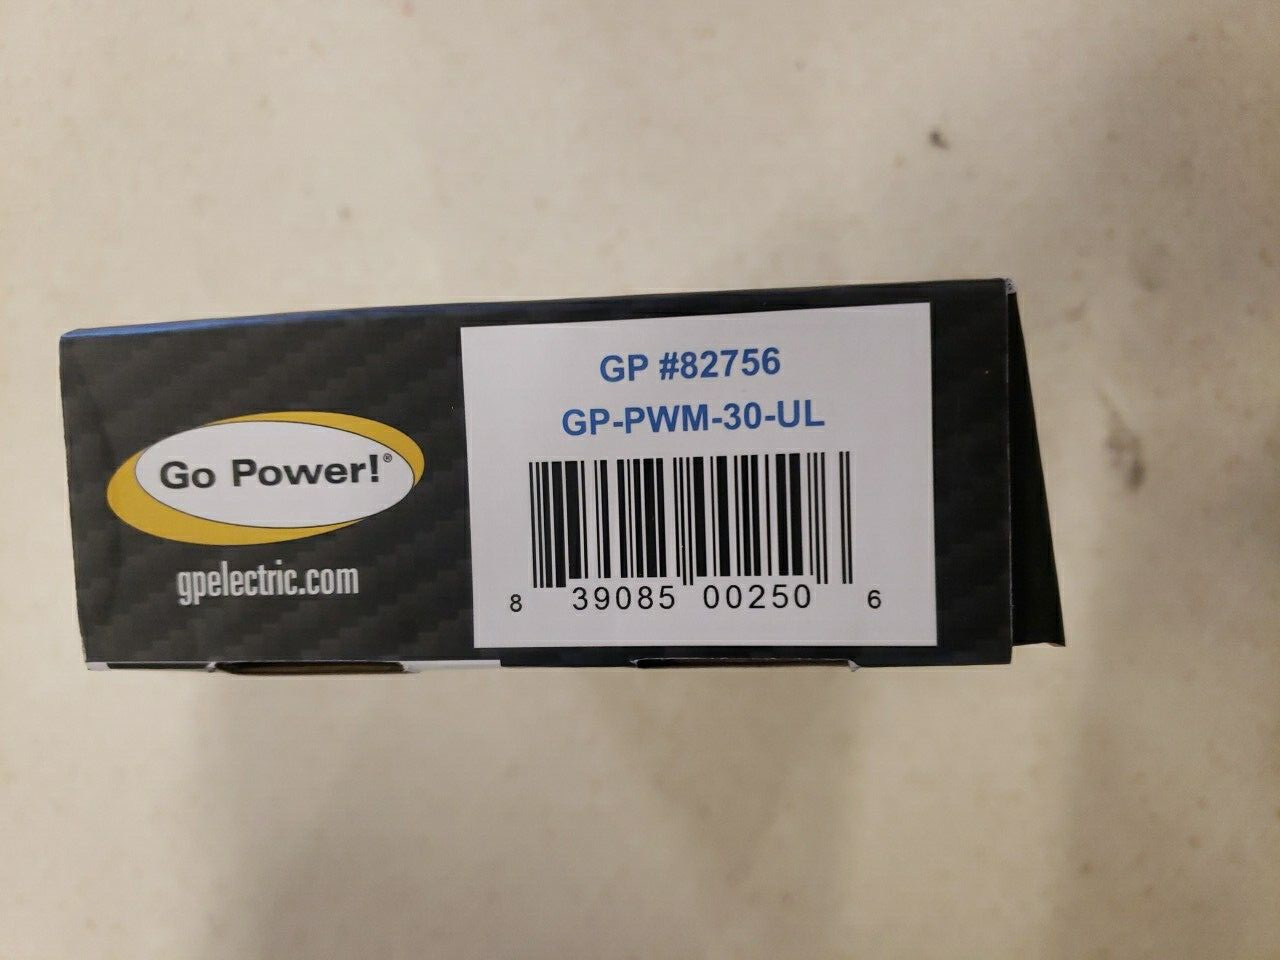 Go Power!®
gpelectric.com
GP #82756
GP-PWM-30-UL
8 39085 00250 6